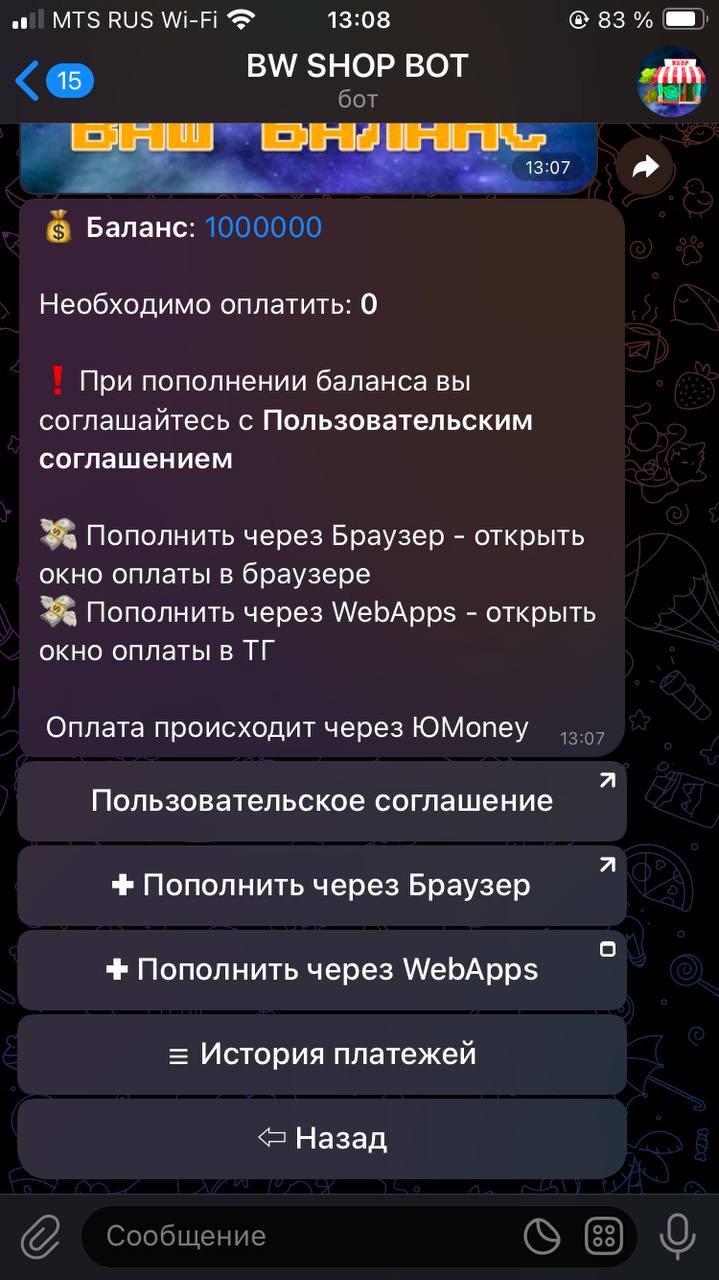 MTS RUS Wi-Fi 13:08 83 %
15 BW SHOP BOT
бот
ВАШ БАЛАНС
13:07
Баланс: 1000000
Необходимо оплатить: 0
При пополнении баланса вы
соглашайтесь с Пользовательским
соглашением
Пополнить через Браузер - открыть
окно оплаты в браузере
Пополнить через WebApps - открыть
окно оплаты в ТГ
Оплата происходит через ЮMoney 13:07
Пользовательское соглашение
Пополнить через Браузер
Пополнить через WebApps
История платежей
Назад
Сообщение